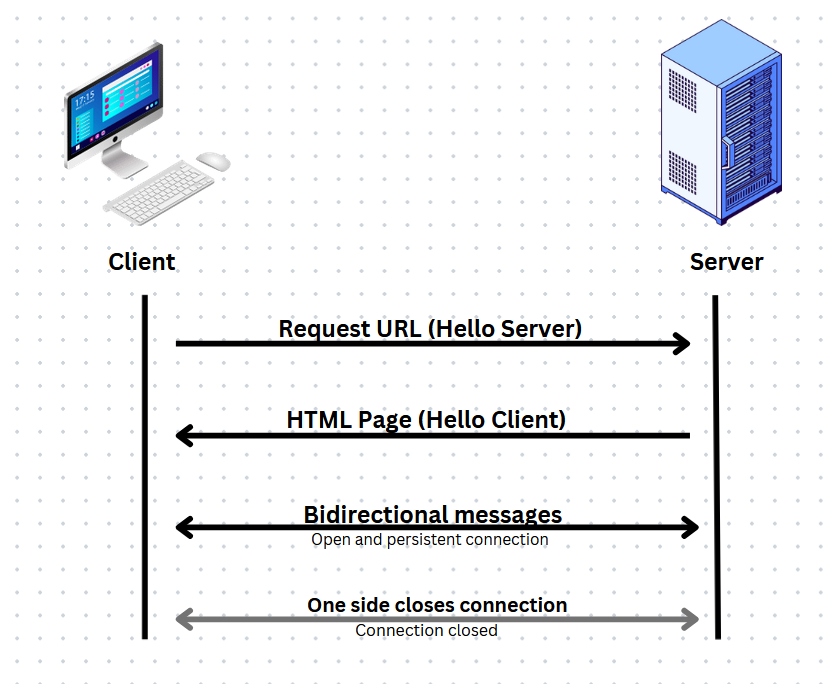 17:15
Client
Server
Request URL (Hello Server)
HTML Page (Hello Client)
Bidirectional messages
Open and persistent connection
One side closes connection
Connection closed